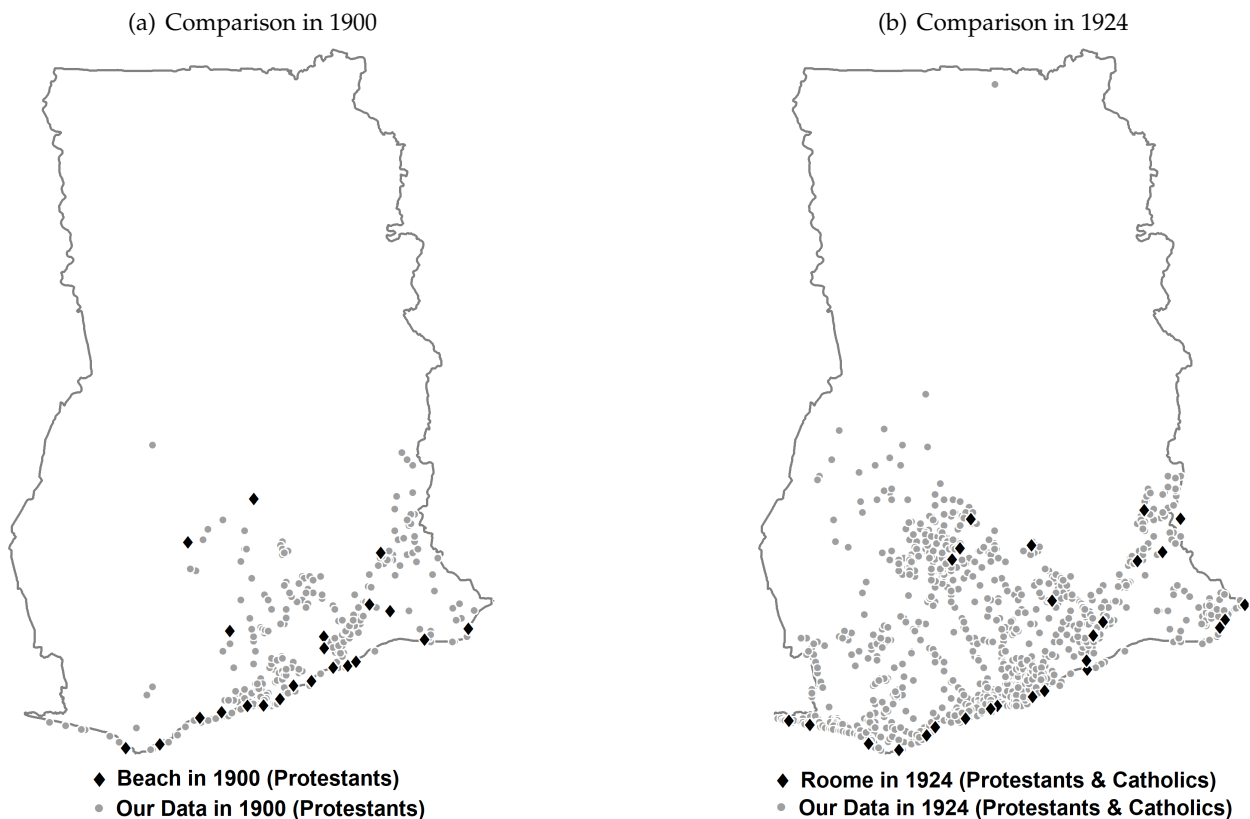 (a) Comparison in 1900
(b) Comparison in 1924
Beach in 1900 (Protestants)
Our Data in 1900 (Protestants)
Roome in 1924 (Protestants & Catholics)
Our Data in 1924 (Protestants & Catholics)